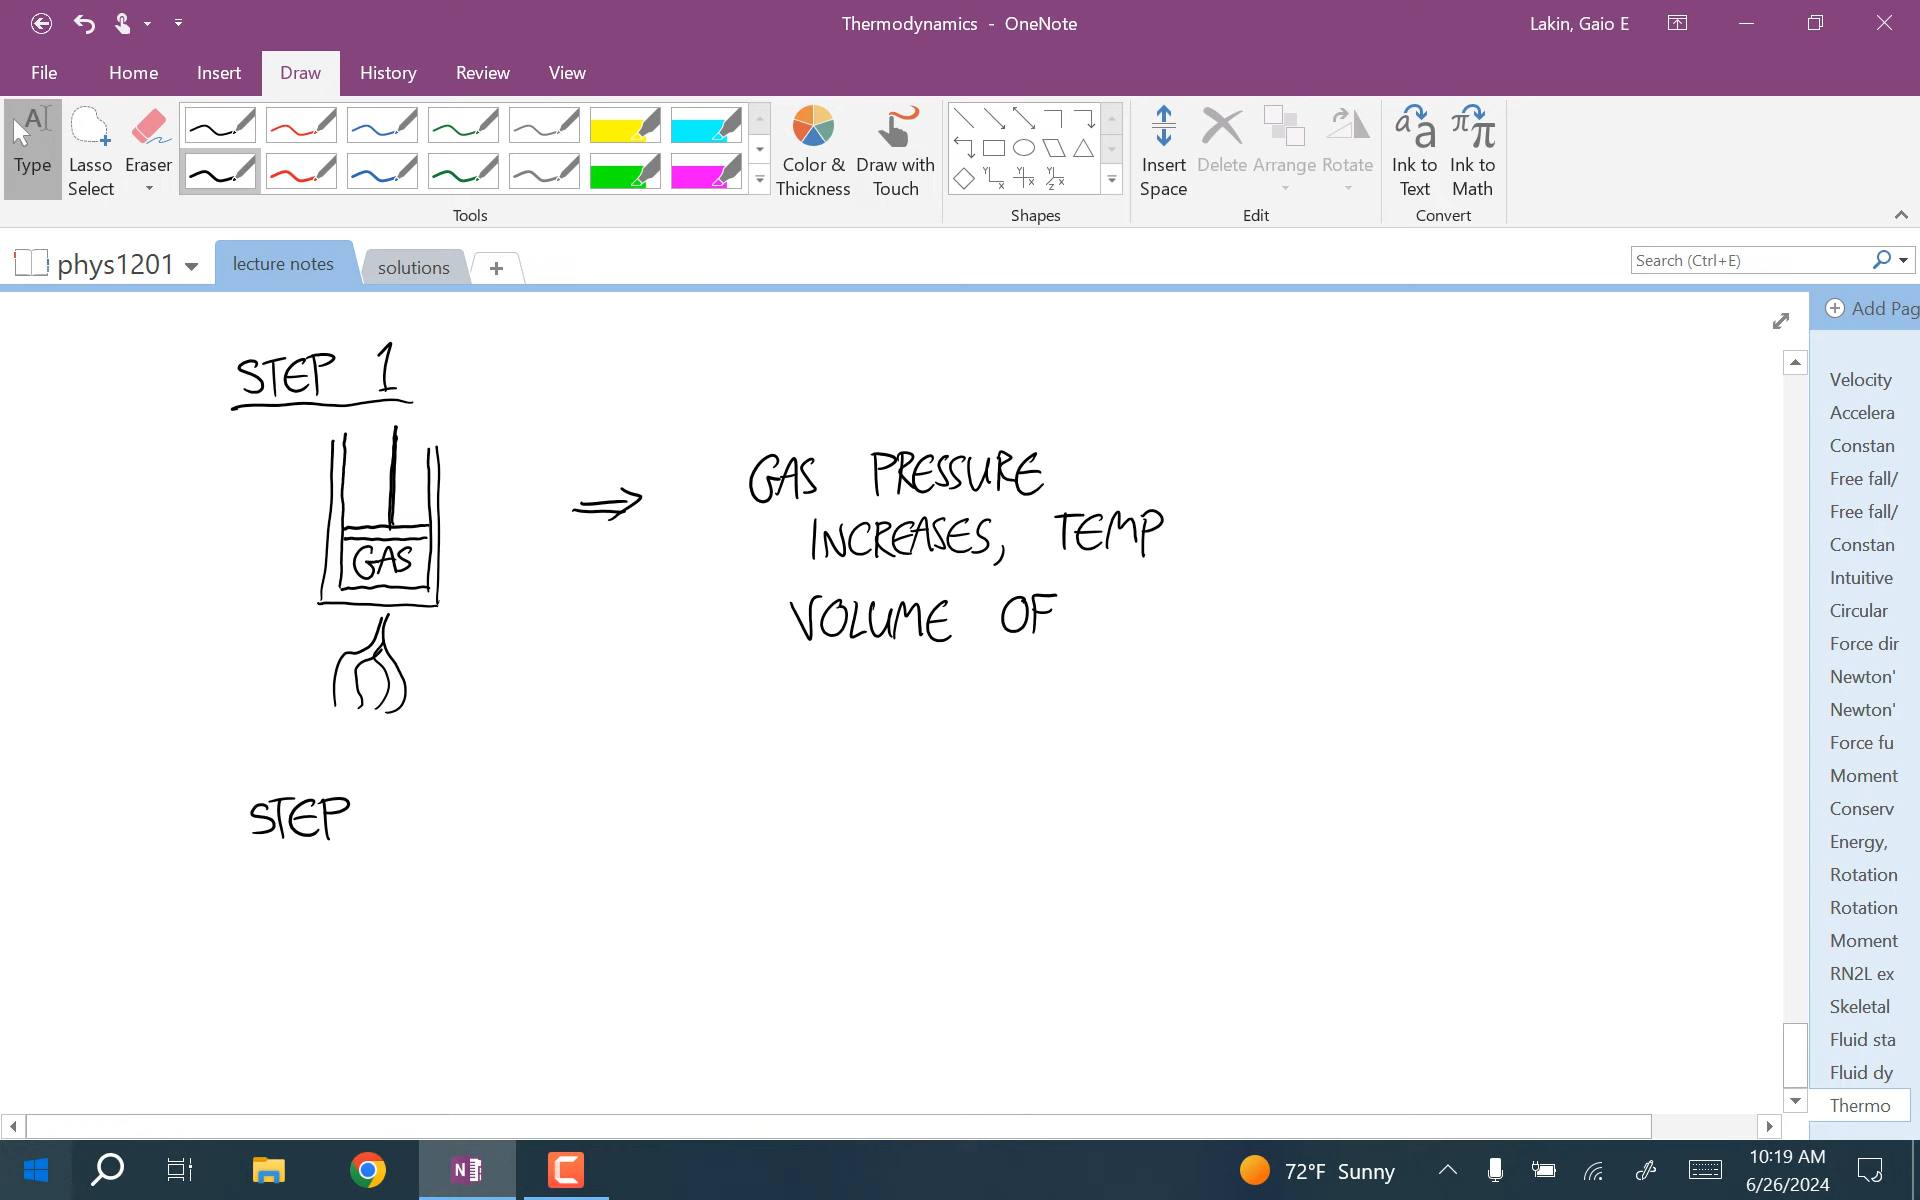 Thermodynamics - OneNote
Lakin, Gaio E
File Home Insert Draw History Review View
Type
Lasso Select
Eraser
Color & Thickness
Draw with Touch
Insert Space
Delete
Arrange
Rotate
Ink to Text
Ink to Math
Tools
Shapes
Edit
Convert
phys1201
lecture notes
solutions
Search (Ctrl+E)
Add Pag
STEP 1
GAS
GAS PRESSURE
INCREASES, TEMP
VOLUME OF
STEP
Velocity
Accelera
Constan
Free fall/
Free fall/
Constan
Intuitive
Circular
Force dir
Newton'
Newton'
Force fu
Moment
Conserv
Energy,
Rotation
Rotation
Moment
RN2L ex
Skeletal
Fluid sta
Fluid dy
Thermo
72°F Sunny
10:19 AM
6/26/2024